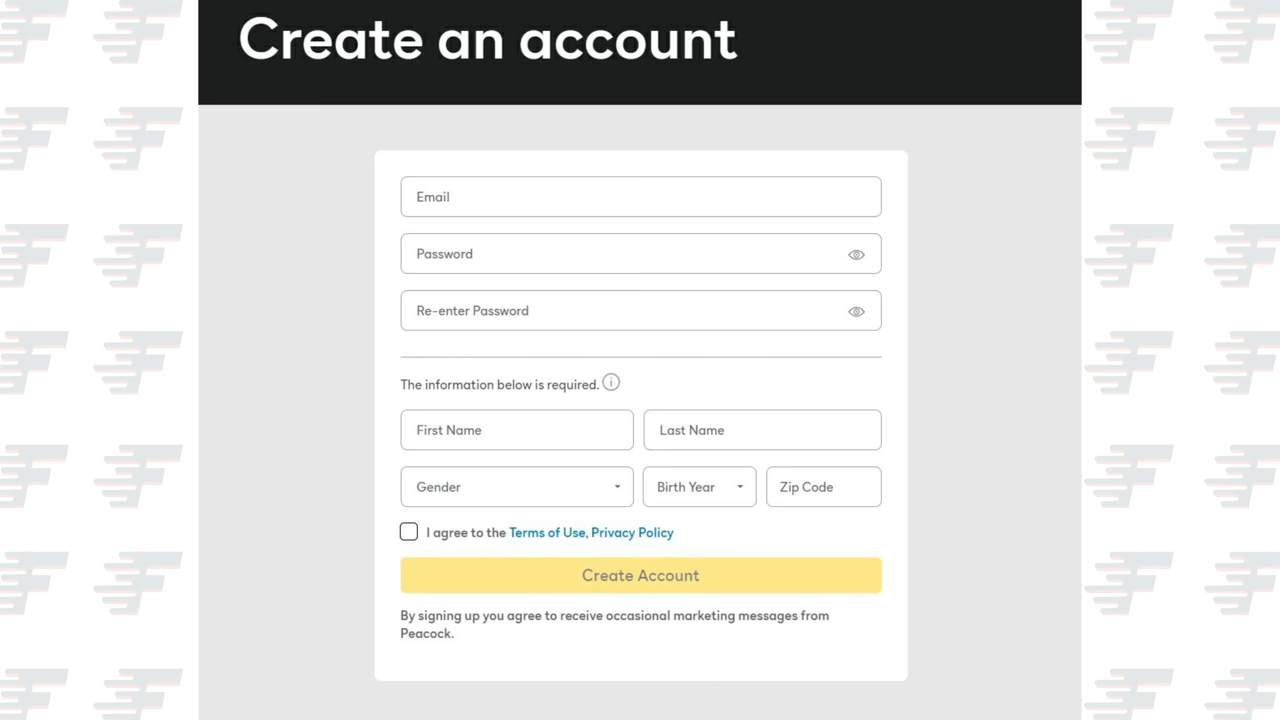 Create an account
Email
Password
Re-enter Password
The information below is required.
First Name
Last Name
Gender
Birth Year
Zip Code
I agree to the Terms of Use, Privacy Policy
Create Account
By signing up you agree to receive occasional marketing messages from
Peacock.